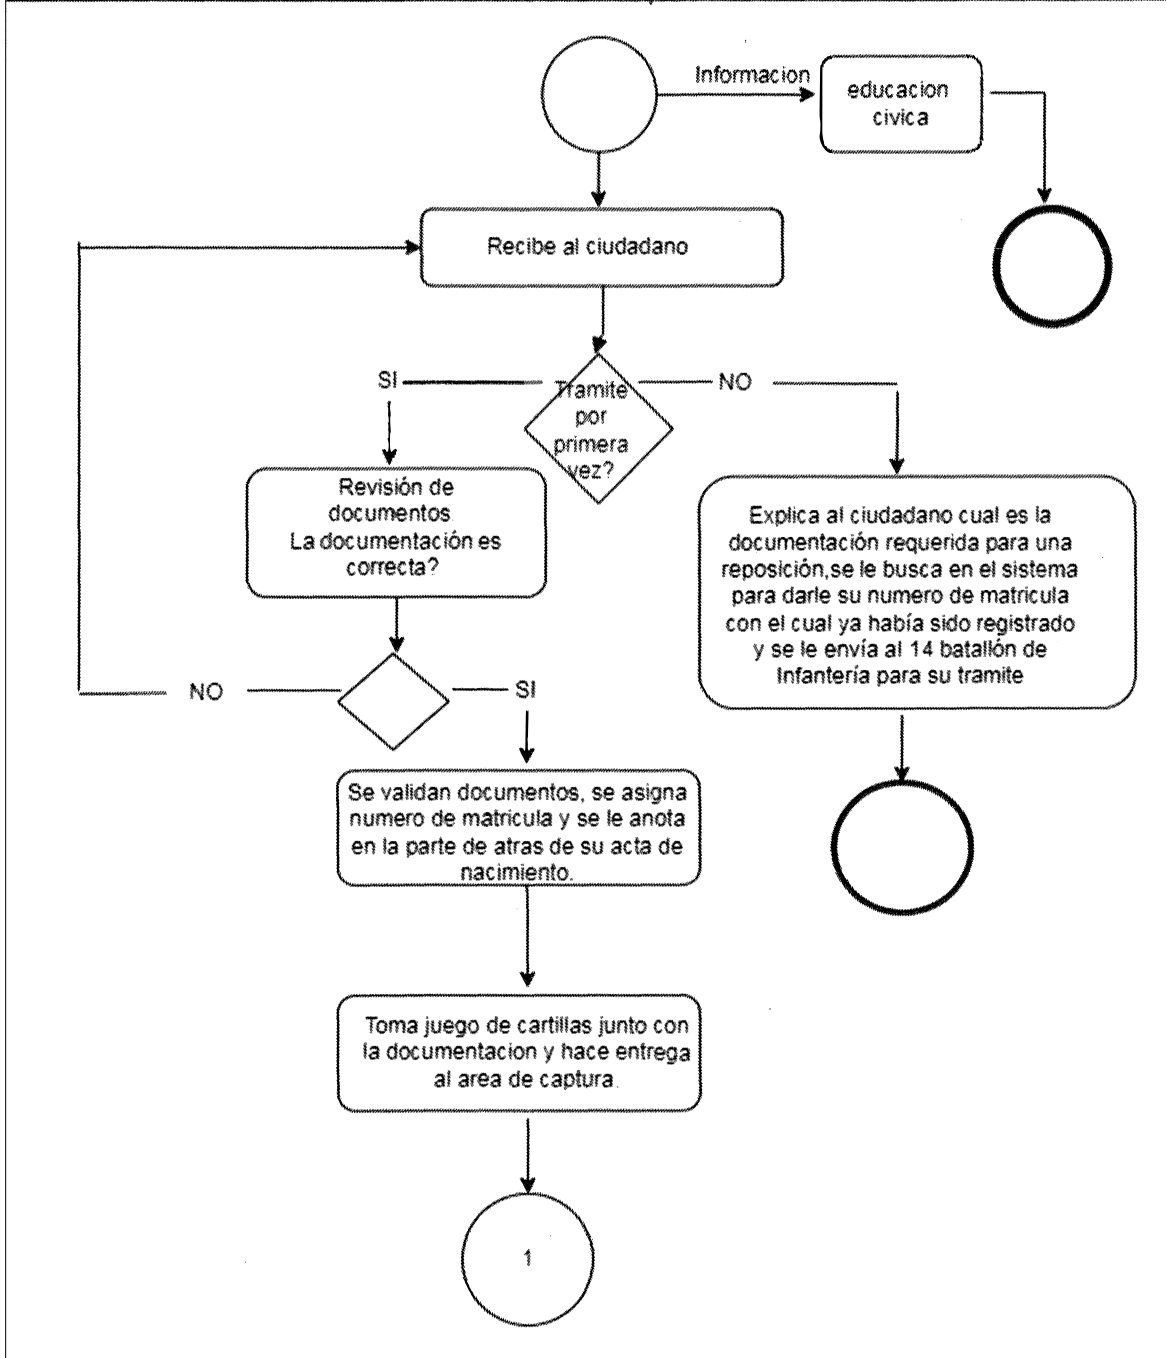 Informacion
educacion
civica
Recibe al ciudadano
SI
Tramite
por
primera
vez?
NO
Revisión de
documentos.
La documentación es
correcta?
Explica al ciudadano cual es la
documentación requerida para una
reposición,se le busca en el sistema
para darle su numero de matricula
con el cual ya había sido registrado
y se le envía al 14 batallón de
Infantería para su tramite
NO
SI
Se validan documentos, se asigna
numero de matricula y se le anota
en la parte de atras de su acta de
nacimiento.
Toma juego de cartillas junto con
la documentacion y hace entrega
al area de captura.
1